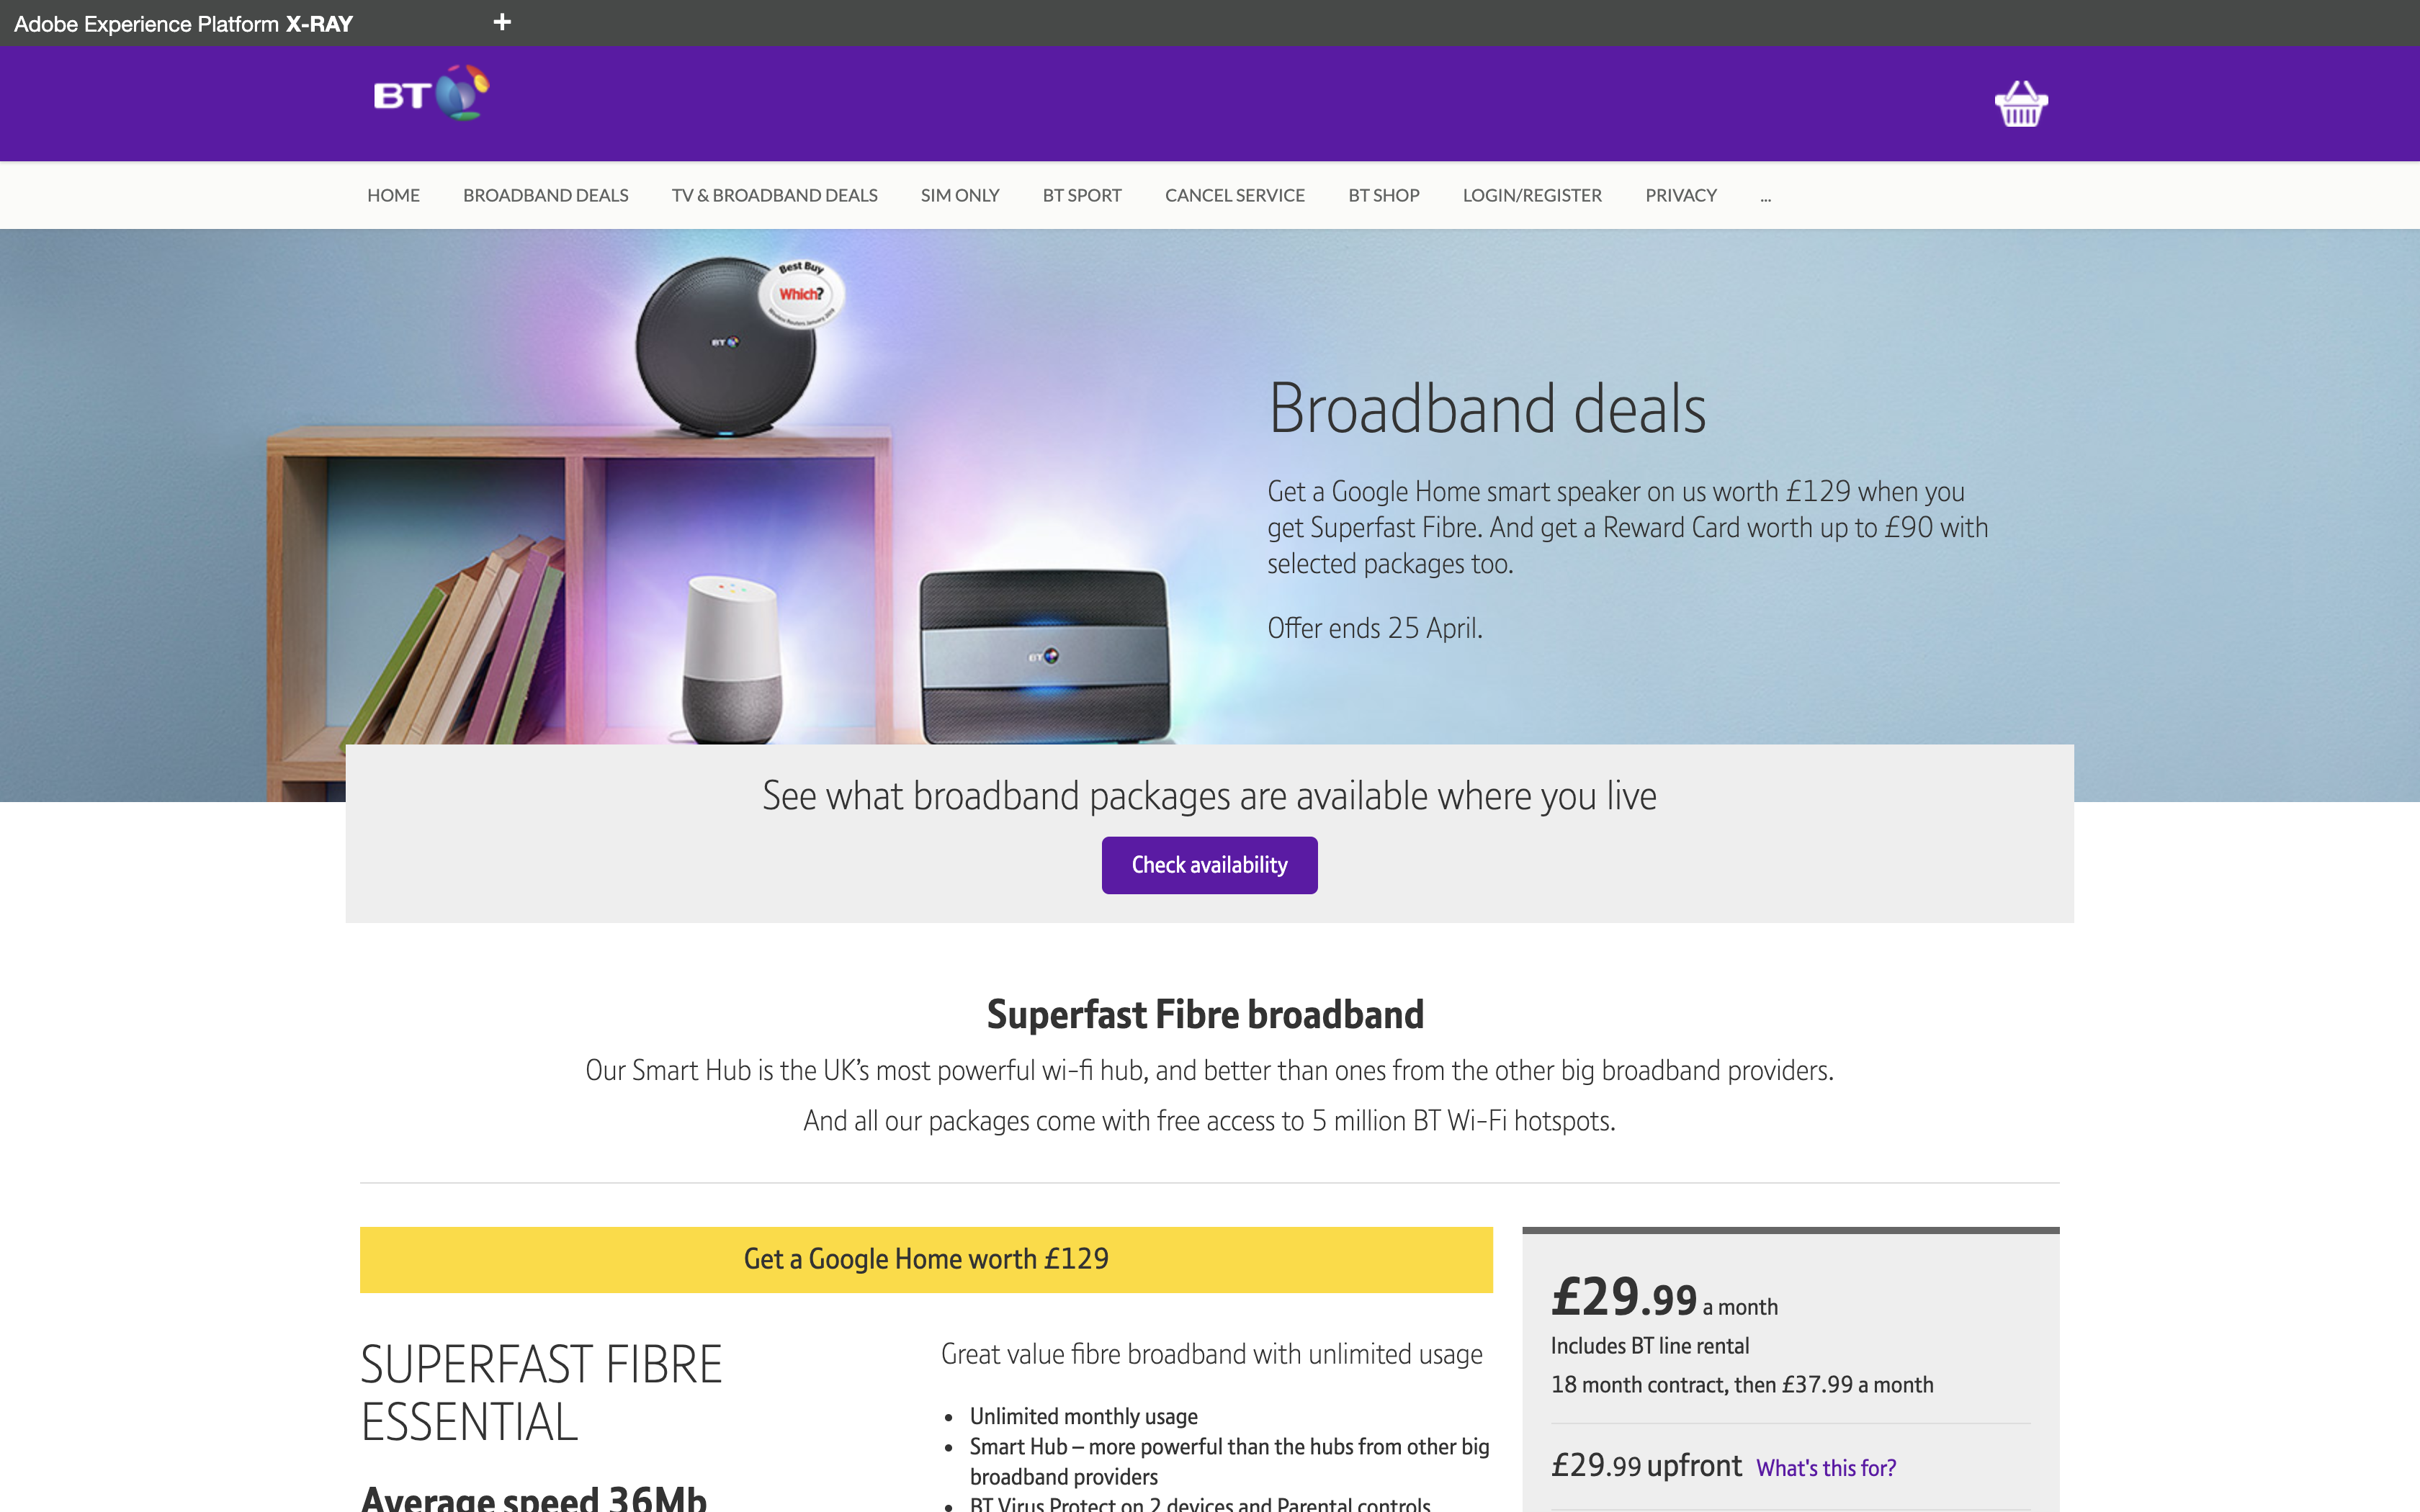 Adobe Experience Platform X-RAY +
BT
HOME BROADBAND DEALS TV & BROADBAND DEALS SIM ONLY BT SPORT CANCEL SERVICE BT SHOP LOGIN/REGISTER PRIVACY ...
Best Buy
Which?
Wireless Routers January 2019
BT
BT
Broadband deals
Get a Google Home smart speaker on us worth £129 when you
get Superfast Fibre. And get a Reward Card worth up to £90 with
selected packages too.
Offer ends 25 April.
See what broadband packages are available where you live
Check availability
Superfast Fibre broadband
Our Smart Hub is the UK’s most powerful wi-fi hub, and better than ones from the other big broadband providers.
And all our packages come with free access to 5 million BT Wi-Fi hotspots.
Get a Google Home worth £129
SUPERFAST FIBRE
ESSENTIAL
Average speed 36Mb
Great value fibre broadband with unlimited usage
• Unlimited monthly usage
• Smart Hub – more powerful than the hubs from other big
broadband providers
• BT Virus Protect on 2 devices and Parental controls
£29.99 a month
Includes BT line rental
18 month contract, then £37.99 a month
£29.99 upfront What's this for?